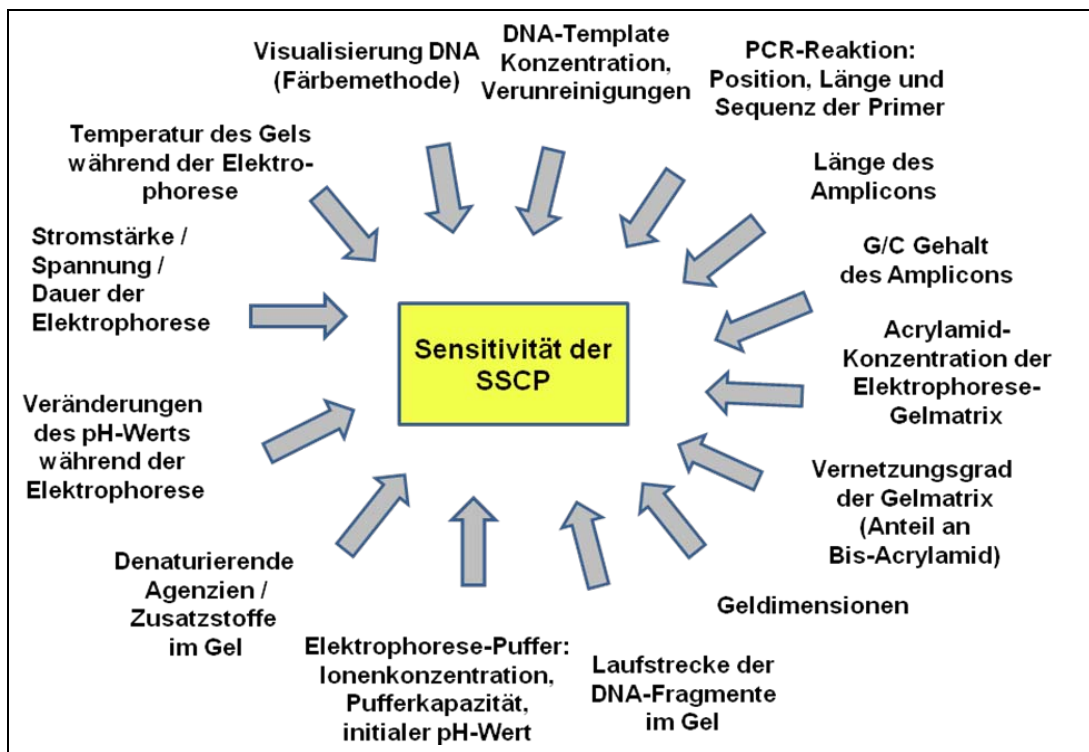 Visualisierung DNA
(Färbemethode)
DNA-Template
Konzentration,
Verunreinigungen
PCR-Reaktion:
Position, Länge und
Sequenz der Primer
Temperatur des Gels
während der Elektro-
phorese
Länge des
Amplicons
Stromstärke /
Spannung /
Dauer der
Elektrophorese
G/C Gehalt
des Amplicons
Sensitivität der
SSCP
Acrylamid-
Konzentration der
Elektrophorese-
Gelmatrix
Veränderungen
des pH-Werts
während der
Elektrophorese
Vernetzungsgrad
der Gelmatrix
(Anteil an
Bis-Acrylamid)
Denaturierende
Agenzien /
Zusatzstoffe
im Gel
Geldimensionen
Elektrophorese-Puffer:
Ionenkonzentration,
Pufferkapazität,
initialer pH-Wert
Laufstrecke der
DNA-Fragmente
im Gel